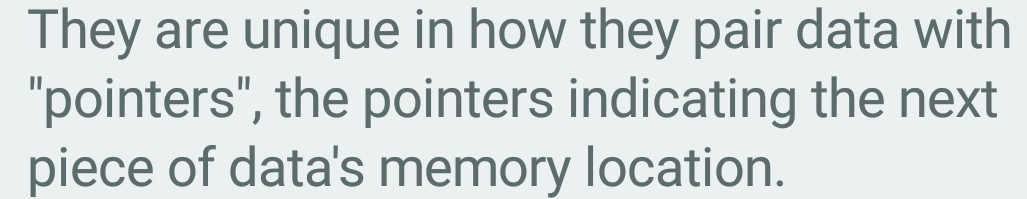 They are unique in how they pair data with
"pointers", the pointers indicating the next
piece of data's memory location.